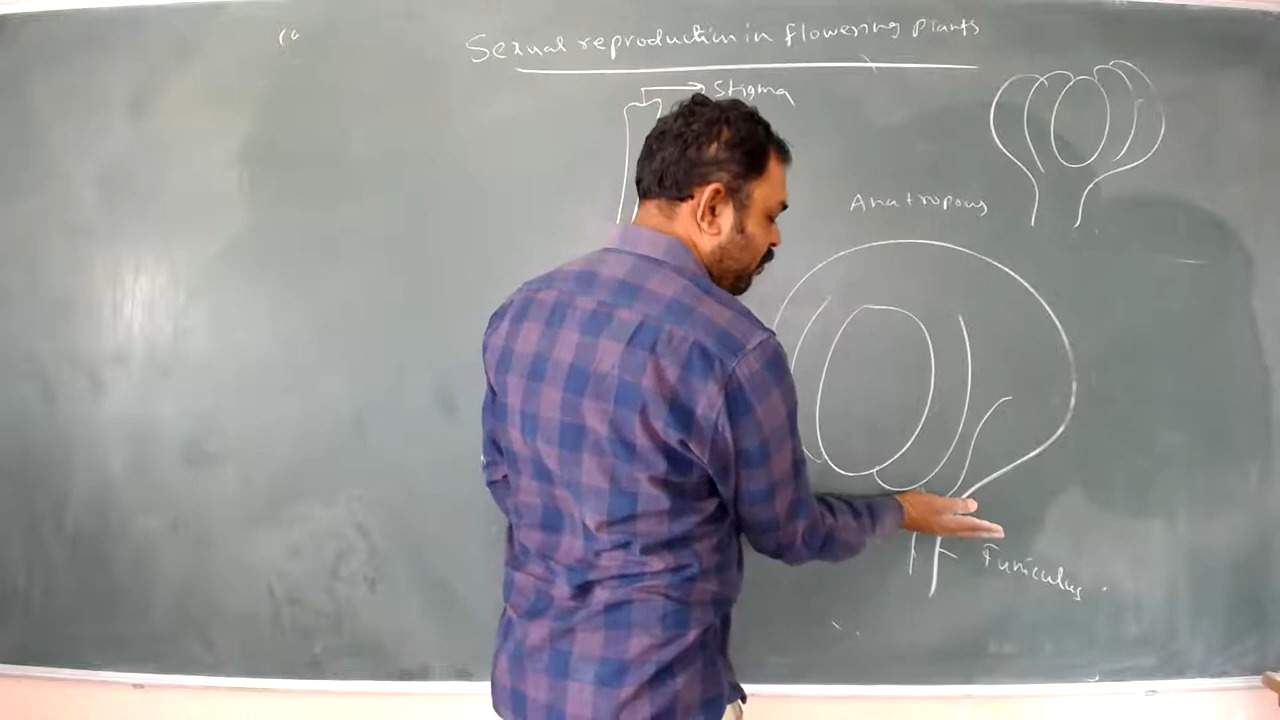 Sexual reproduction in flowering plants
Stigma
Anatropous
Funiculus